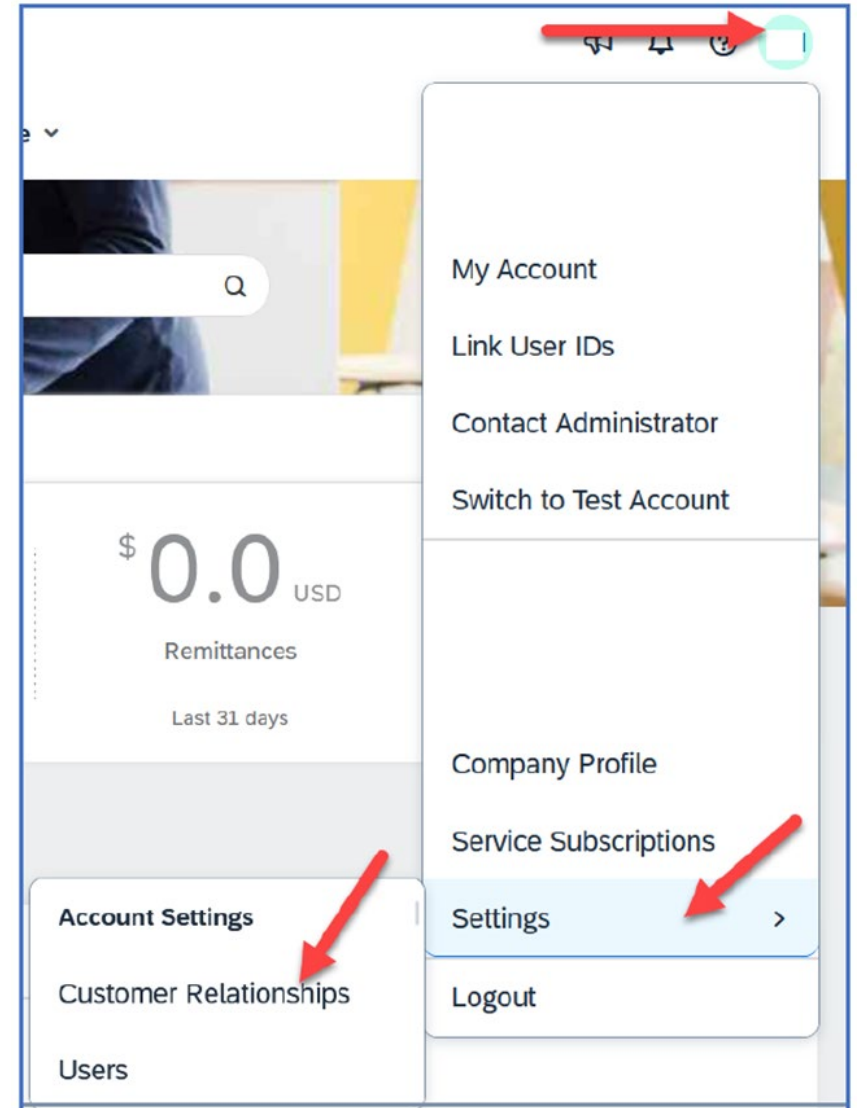 e
My Account
Link User IDs
Contact Administrator
Switch to Test Account
$ 0.0 USD
Remittances
Last 31 days
Company Profile
Service Subscriptions
Settings
Logout
Account Settings
Customer Relationships
Users